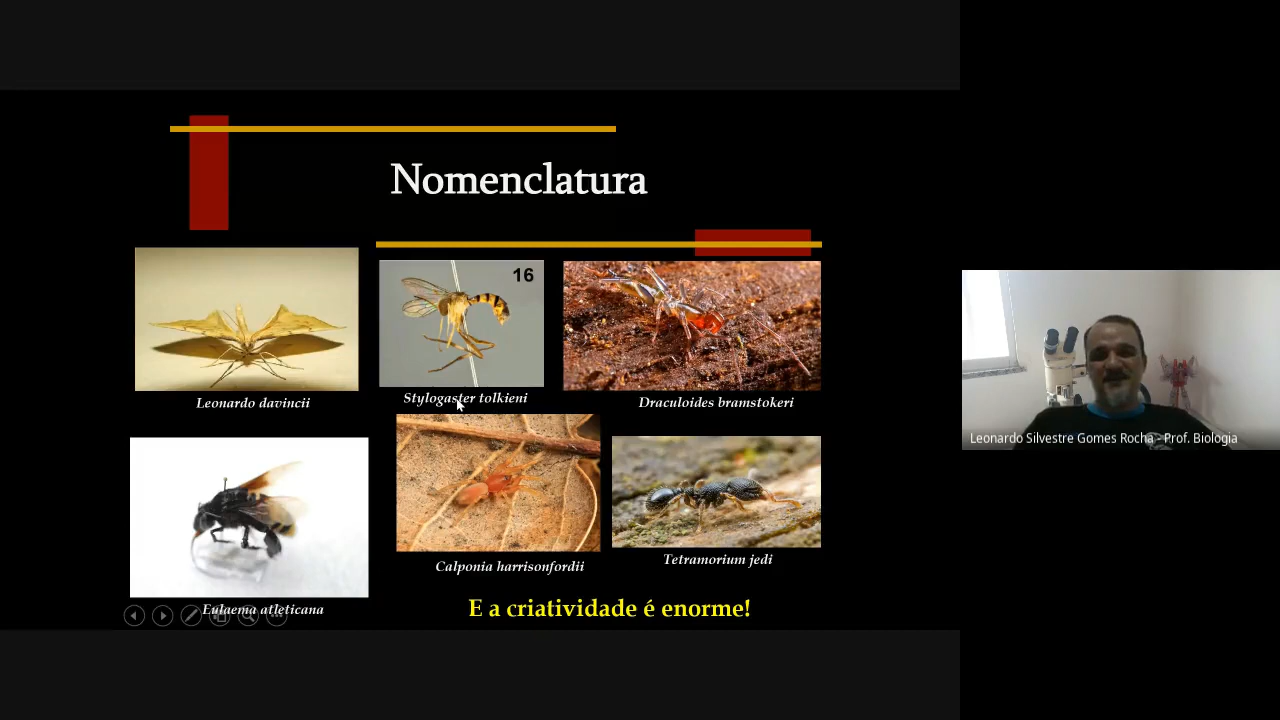 Nomenclatura
16
Leonardo davincii
Stylogaster tolkieni
Draculoides bramstokeri
Calponia harrisonfordii
Tetramorium jedi
Eulaema atleticana
E a criatividade é enorme!
Leonardo Silvestre Gomes Rocha - Prof. Biologia